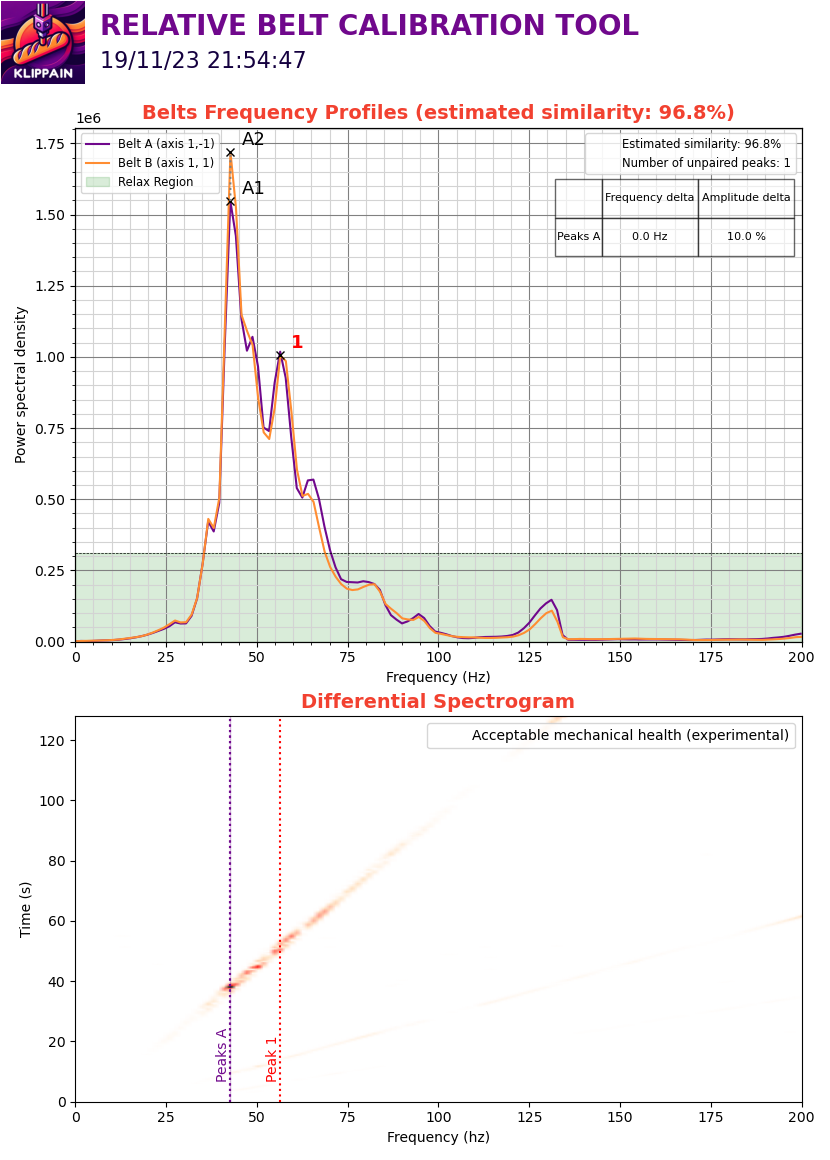 KLIPPAIN
RELATIVE BELT CALIBRATION TOOL
19/11/23 21:54:47
Belts Frequency Profiles (estimated similarity: 96.8%)
1e6
Belt A (axis 1,-1)
Belt B (axis 1, 1)
Relax Region
A2
A1
1
Estimated similarity: 96.8%
Number of unpaired peaks: 1
Frequency delta Amplitude delta
Peaks A 0.0 Hz 10.0 %
Power spectral density
1.75
1.50
1.25
1.00
0.75
0.50
0.25
0.00
0 25 50 75 100 125 150 175 200
Frequency (Hz)
Differential Spectrogram
Acceptable mechanical health (experimental)
Time (s)
120
100
80
60
40
20
0
Peaks A
Peak 1
0 25 50 75 100 125 150 175 200
Frequency (hz)